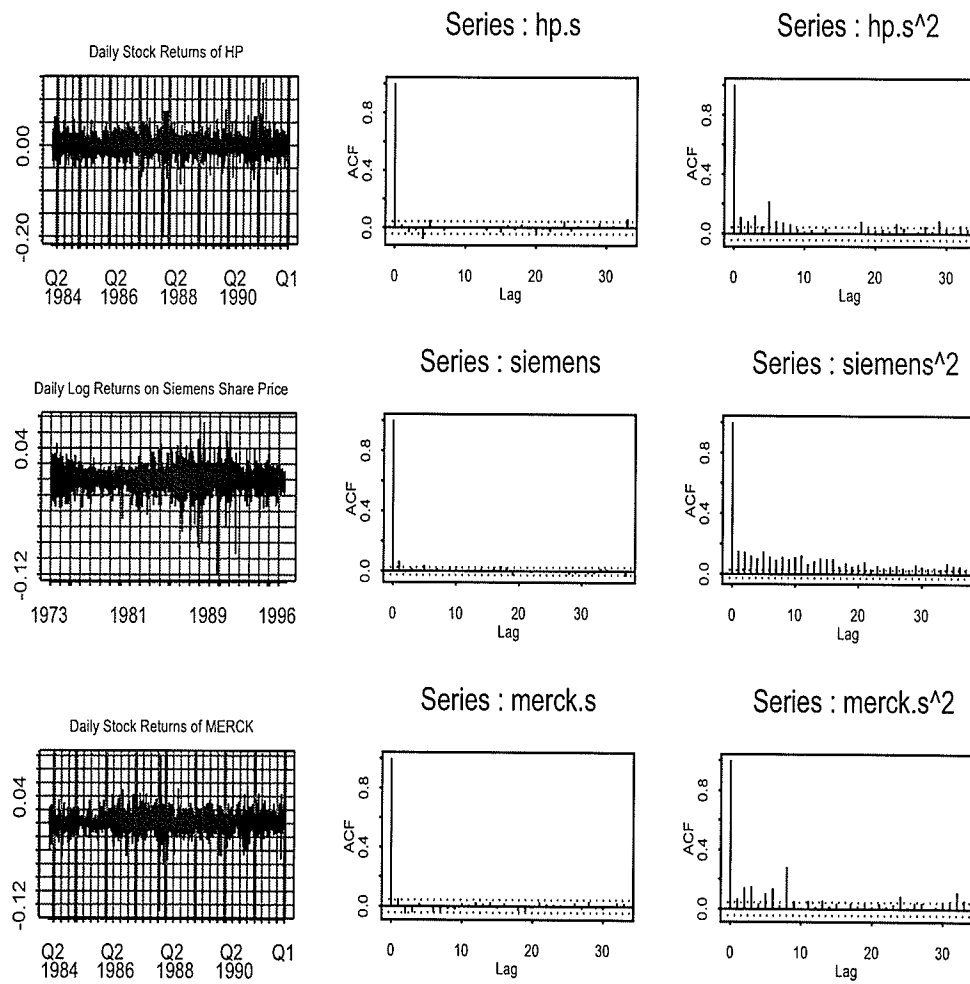 Daily Stock Returns of HP
0.00
-0.20
Q2 Q2 Q2 Q2 Q1
1984 1986 1988 1990
Series : hp.s
ACF
0.0 0.4 0.8
0 10 20 30
Lag
Series : hp.s^2
ACF
0.0 0.4 0.8
0 10 20 30
Lag
Daily Log Returns on Siemens Share Price
0.04
-0.12
1973 1981 1989 1996
Series : siemens
ACF
0.0 0.4 0.8
0 10 20 30
Lag
Series : siemens^2
ACF
0.0 0.4 0.8
0 10 20 30
Lag
Daily Stock Returns of MERCK
0.04
-0.12
Q2 Q2 Q2 Q2 Q1
1984 1986 1988 1990
Series : merck.s
ACF
0.0 0.4 0.8
0 10 20 30
Lag
Series : merck.s^2
ACF
0.0 0.4 0.8
0 10 20 30
Lag